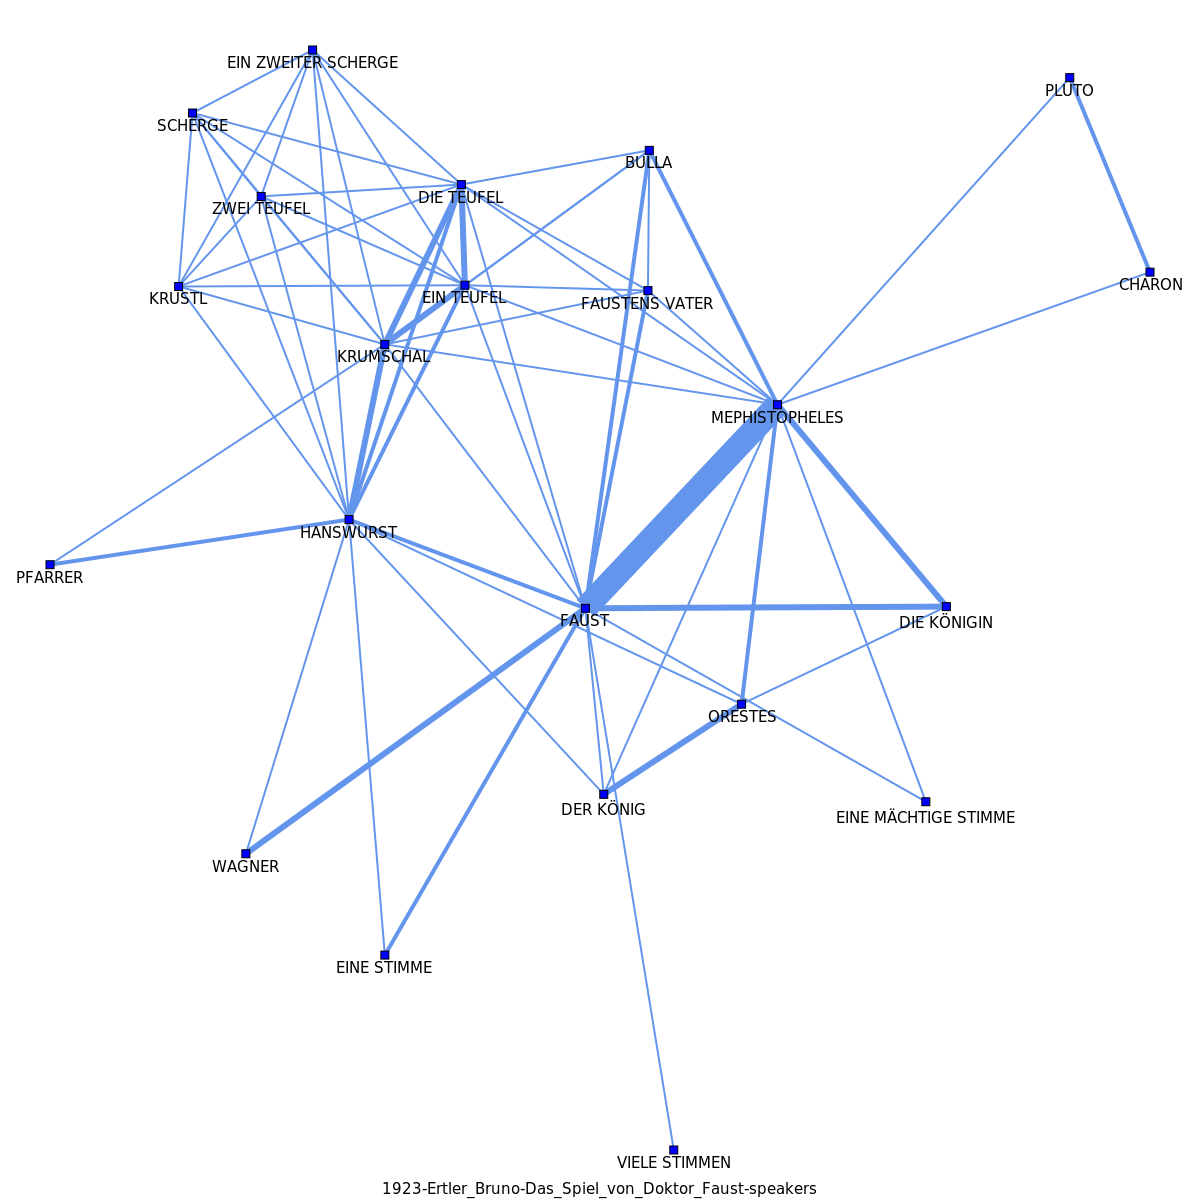 EIN ZWEITER SCHERGE
PLUTO
SCHERGE
BULLA
DIE TEUFEL
ZWEI TEUFEL
CHARON
KRUSTL
EIN TEUFEL
FAUSTENS VATER
KRUMSCHAL
MEPHISTOPHELES
HANSWURST
PFARRER
FAUST
DIE KÖNIGIN
ORESTES
DER KÖNIG
EINE MÄCHTIGE STIMME
WAGNER
EINE STIMME
VIELE STIMMEN
1923-Ertler_Bruno-Das_Spiel_von_Doktor_Faust-speakers